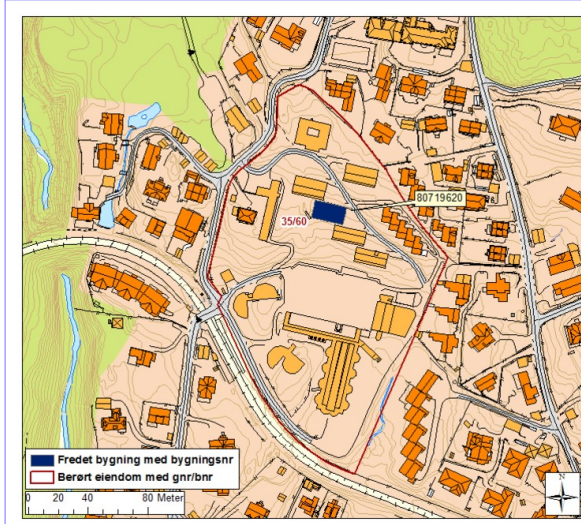 80719620
35/60
Fredet bygning med bygningsnr
Berørt eiendom med gnr/bnr
0 20 40 80 Meter